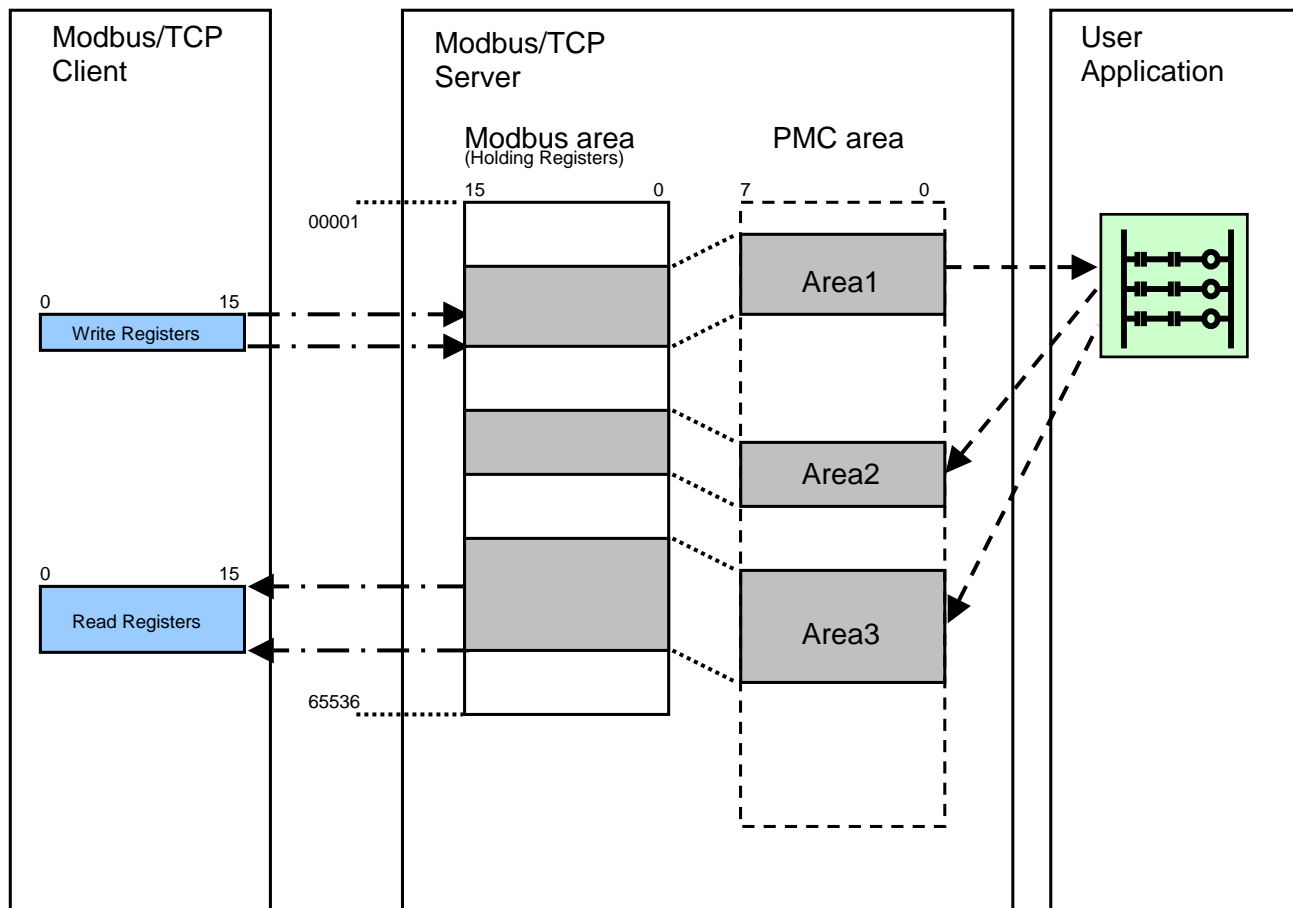 Modbus/TCP
Client
Modbus/TCP
Server
User
Application
Modbus area
(Holding Registers)
PMC area
15 0
7 0
00001
Area1
0 15
Write Registers
Area2
0 15
Read Registers
Area3
65536